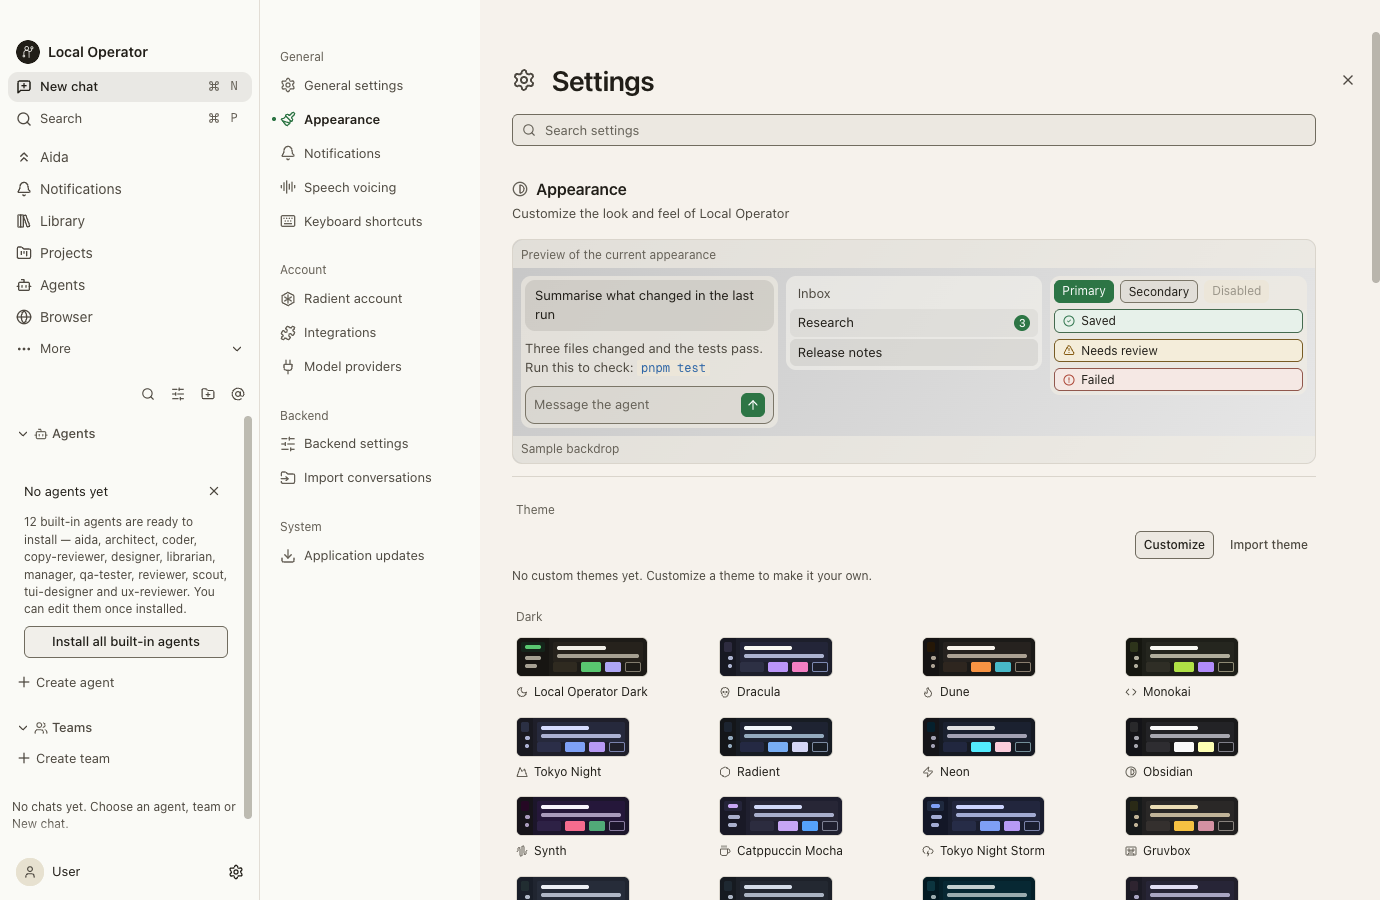 Local Operator
New chat ⌘ N
Search ⌘ P
Aida
Notifications
Library
Projects
Agents
Browser
More
Agents
No agents yet
12 built-in agents are ready to
install — aida, architect, coder,
copy-reviewer, designer, librarian,
manager, qa-tester, reviewer, scout,
tui-designer and ux-reviewer. You
can edit them once installed.
Install all built-in agents
Create agent
Teams
Create team
No chats yet. Choose an agent, team or
New chat.
User
General
General settings
Appearance
Notifications
Speech voicing
Keyboard shortcuts
Account
Radient account
Integrations
Model providers
Backend
Backend settings
Import conversations
System
Application updates
Settings
Search settings
Appearance
Customize the look and feel of Local Operator
Preview of the current appearance
Summarise what changed in the last
run
Three files changed and the tests pass.
Run this to check: pnpm test
Message the agent
Inbox
Research 3
Release notes
Primary Secondary Disabled
Saved
Needs review
Failed
Sample backdrop
Theme
Customize Import theme
No custom themes yet. Customize a theme to make it your own.
Dark
Local Operator Dark Dracula Dune Monokai
Tokyo Night Radient Neon Obsidian
Synth Catppuccin Mocha Tokyo Night Storm Gruvbox